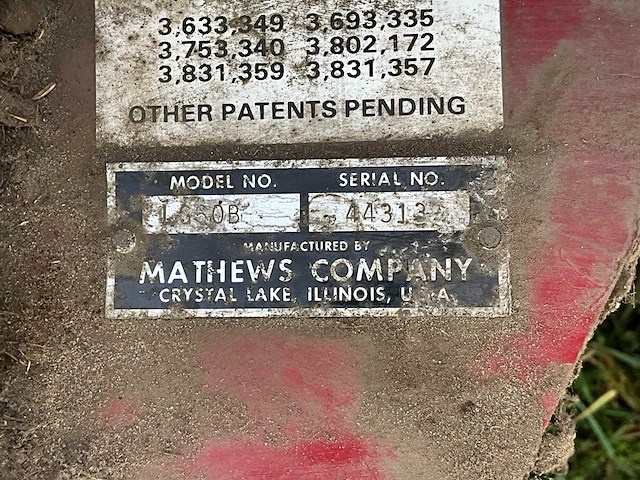 3,633,349 3,693,335
3,753,340 3,802,172
3,831,359 3,831,357
OTHER PATENTS PENDING
MODEL NO. SERIAL NO.
44313
MANUFACTURED BY
MATHEWS COMPANY
CRYSTAL LAKE, ILLINOIS,